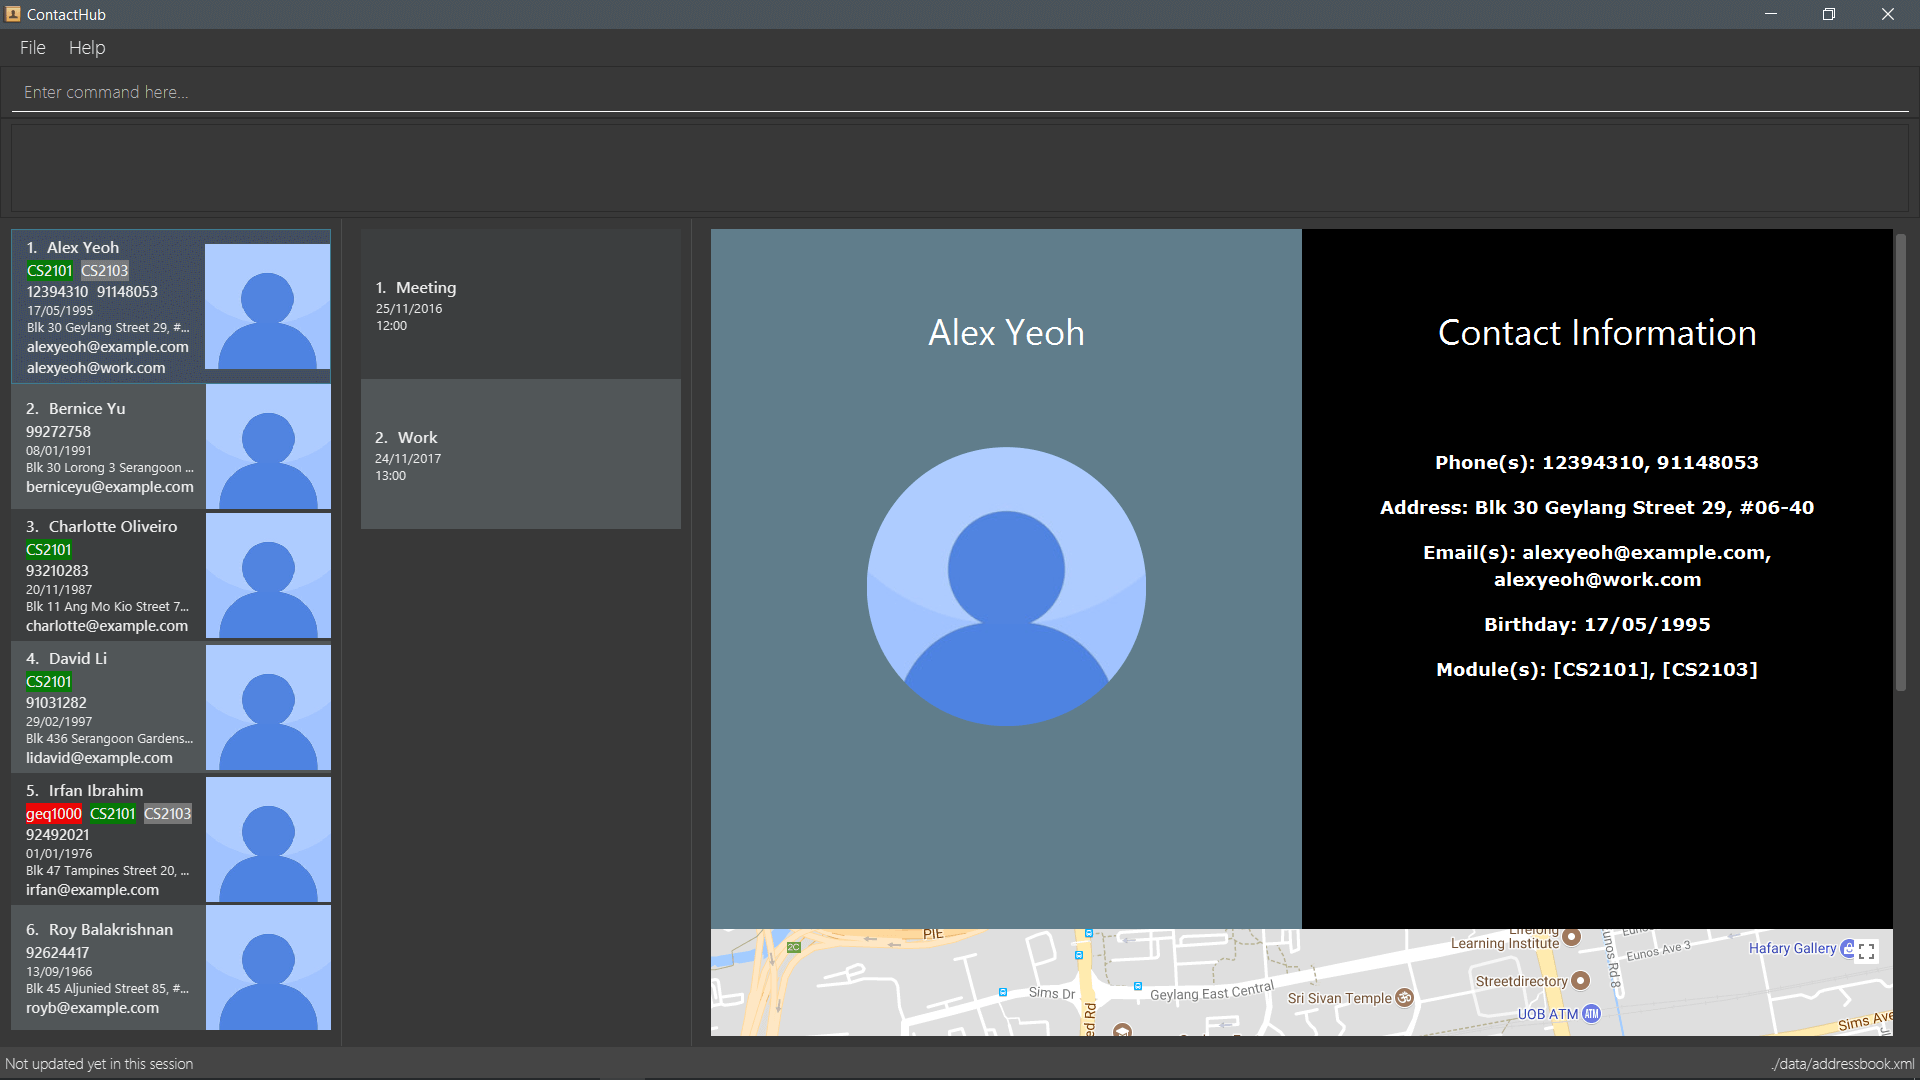 ContactHub
File Help
Enter command here...
1. Alex Yeoh
CS2101 CS2103
12394310 91148053
17/05/1995
Blk 30 Geylang Street 29, #...
alexyeoh@example.com
alexyeoh@work.com
2. Bernice Yu
99272758
08/01/1991
Blk 30 Lorong 3 Serangoon ...
berniceyu@example.com
3. Charlotte Oliveiro
CS2101
93210283
20/11/1987
Blk 11 Ang Mo Kio Street 7...
charlotte@example.com
4. David Li
CS2101
91031282
29/02/1997
Blk 436 Serangoon Gardens...
lidavid@example.com
5. Irfan Ibrahim
geq1000 CS2101 CS2103
92492021
01/01/1976
Blk 47 Tampines Street 20, ...
irfan@example.com
6. Roy Balakrishnan
92624417
13/09/1966
Blk 45 Aljunied Street 85, #...
royb@example.com
1. Meeting
25/11/2016
12:00
2. Work
24/11/2017
13:00
Alex Yeoh
Contact Information
Phone(s): 12394310, 91148053
Address: Blk 30 Geylang Street 29, #06-40
Email(s): alexyeoh@example.com,
alexyeoh@work.com
Birthday: 17/05/1995
Module(s): [CS2101], [CS2103]
PIE
2C
Lifelong
Learning Institute
Eunos Rd 8
Eunos Ave 3
Hafary Gallery
Streetdirectory
Sims Dr
Geylang East Central
Sri Sivan Temple
UOB ATM
ATM
Sims Ave
ed Rd
Not updated yet in this session
./data/addressbook.xml